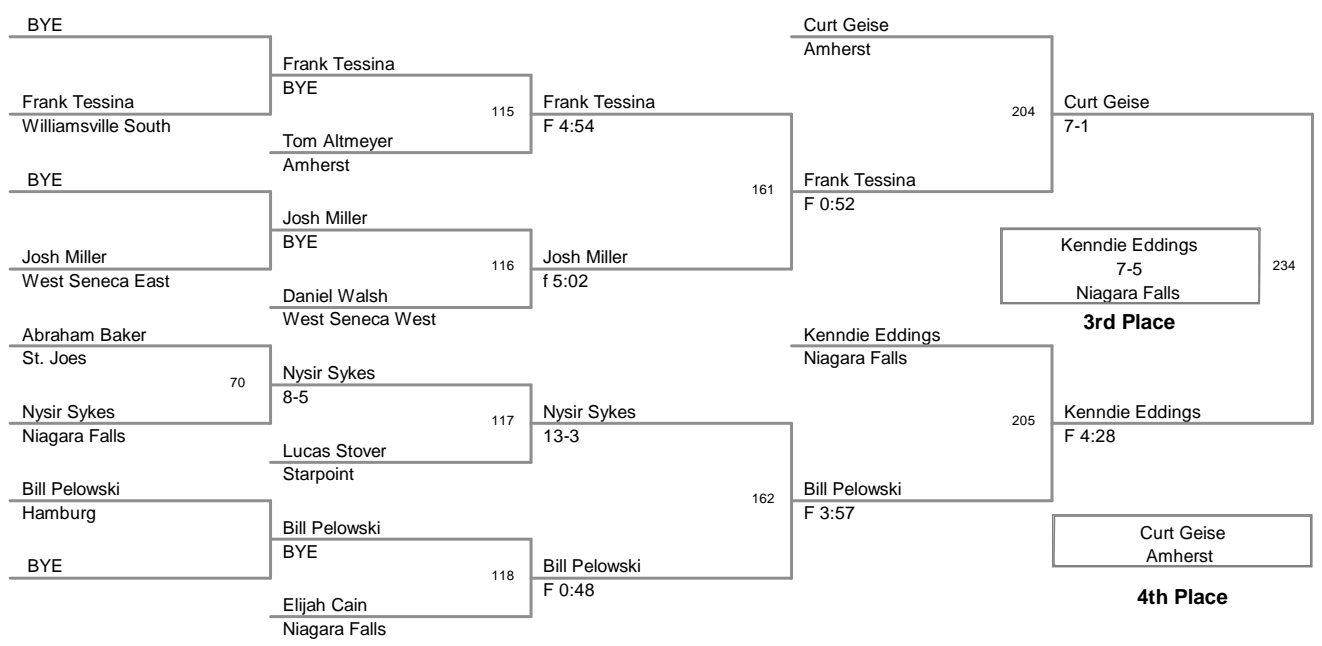 BYE
Frank Tessina
Williamsville South
BYE
Josh Miller
West Seneca East
Abraham Baker
St. Joes
70
Nysir Sykes
Niagara Falls
Bill Pelowski
Hamburg
BYE
Frank Tessina
BYE
115
Tom Altmeyer
Amherst
Josh Miller
BYE
116
Daniel Walsh
West Seneca West
Nysir Sykes
8-5
117
Lucas Stover
Starpoint
Bill Pelowski
BYE
118
Elijah Cain
Niagara Falls
Frank Tessina
F 4:54
161
Josh Miller
f 5:02
Nysir Sykes
13-3
162
Bill Pelowski
F 0:48
Curt Geise
Amherst
204
Frank Tessina
F 0:52
Kenndie Eddings
Niagara Falls
205
Bill Pelowski
F 3:57
Curt Geise
7-1
Kenndie Eddings
7-5
Niagara Falls
234
3rd Place
Kenndie Eddings
F 4:28
Curt Geise
Amherst
4th Place